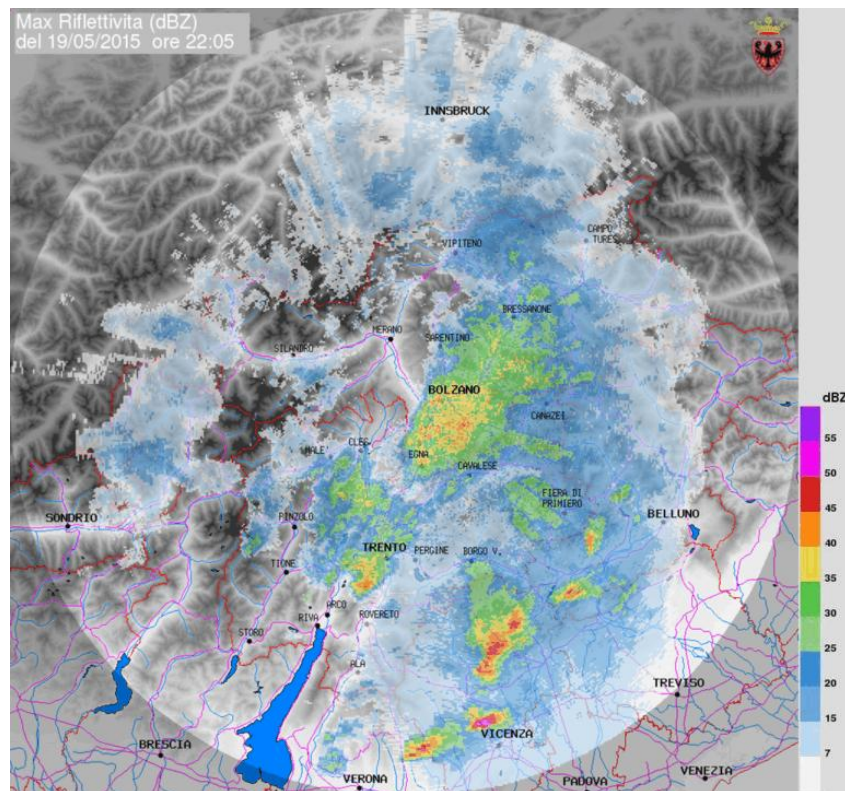 Max Riflettivita (dBZ)
del 19/05/2015 ore 22:05
INNSBRUCK
CAMPO
TURES
VIPITENO
BRESSANONE
MERANO
SARENTINO
SILANDRO
BOLZANO
dBZ
55
50
45
40
35
30
25
20
15
7
CANAZEI
CLES
MALE'
EGNA
CAVALESE
FIERA DI
PRIMIERO
SONDRIO
PINZOLO
BELLUNO
TRENTO
PERGINE
BORGO V.
TIONE
ARCO
RIVA
ROVERETO
STORO
ALA
TREVISO
BRESCIA
VICENZA
VERONA
PADOVA
VENEZIA